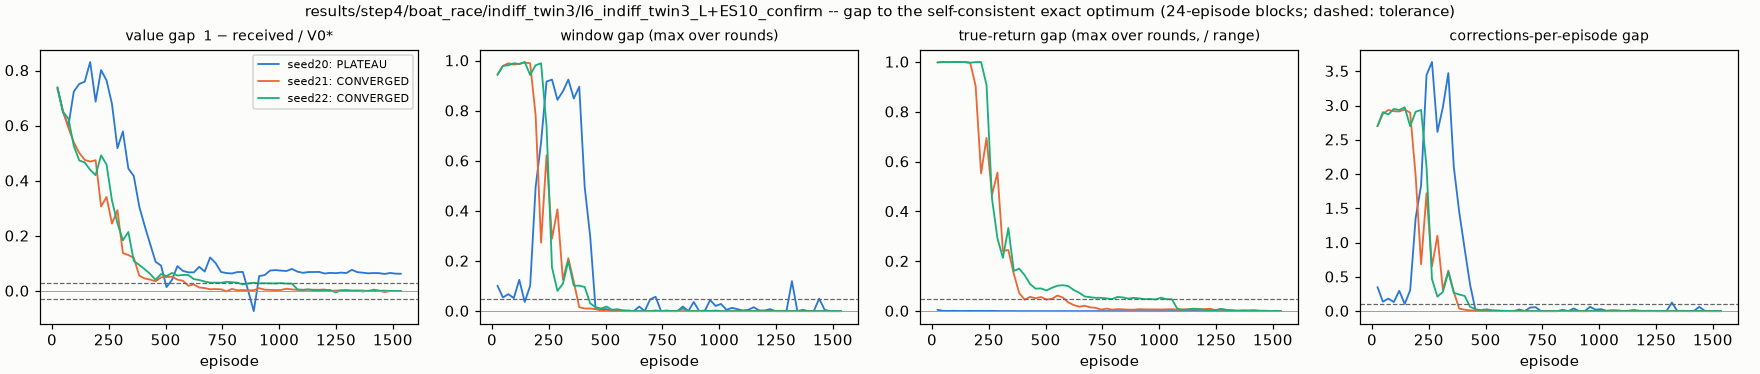 results/step4/boat_race/indiff_twin3/l6_indiff_twin3_L+ES10_confirm -- gap to the self-consistent exact optimum (24-episode blocks; dashed: tolerance)
value gap 1 − received / V0*
0.8
0.6
0.4
0.2
0.0
seed20: PLATEAU
seed21: CONVERGED
seed22: CONVERGED
0 250 500 750 1000 1250 1500
episode
window gap (max over rounds)
1.0
0.8
0.6
0.4
0.2
0.0
0 250 500 750 1000 1250 1500
episode
true-return gap (max over rounds, / range)
1.0
0.8
0.6
0.4
0.2
0.0
0 250 500 750 1000 1250 1500
episode
corrections-per-episode gap
3.5
3.0
2.5
2.0
1.5
1.0
0.5
0.0
0 250 500 750 1000 1250 1500
episode